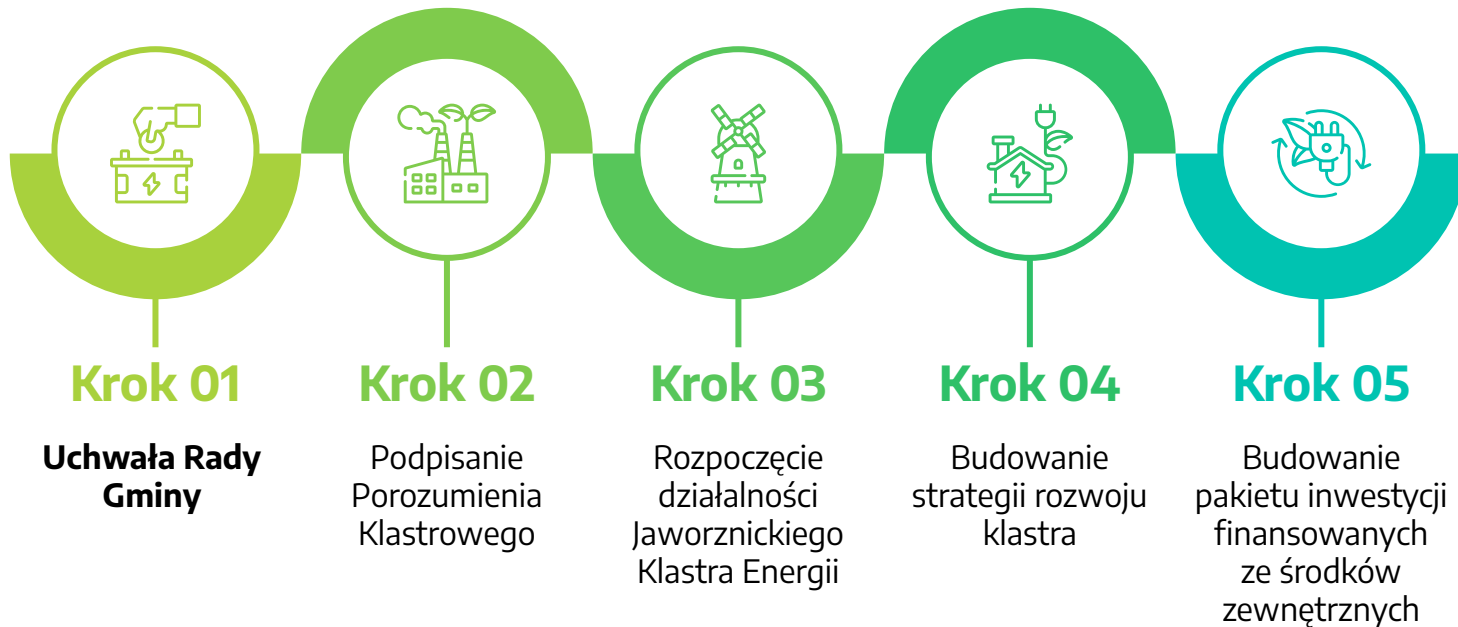 Krok 01
Uchwała Rady
Gminy
Krok 02
Podpisanie
Porozumienia
Klastrowego
Krok 03
Rozpoczęcie
działalności
Jaworznickiego
Klastra Energii
Krok 04
Budowanie
strategii rozwoju
klastra
Krok 05
Budowanie
pakietu inwestycji
finansowanych
ze środków
zewnętrznych